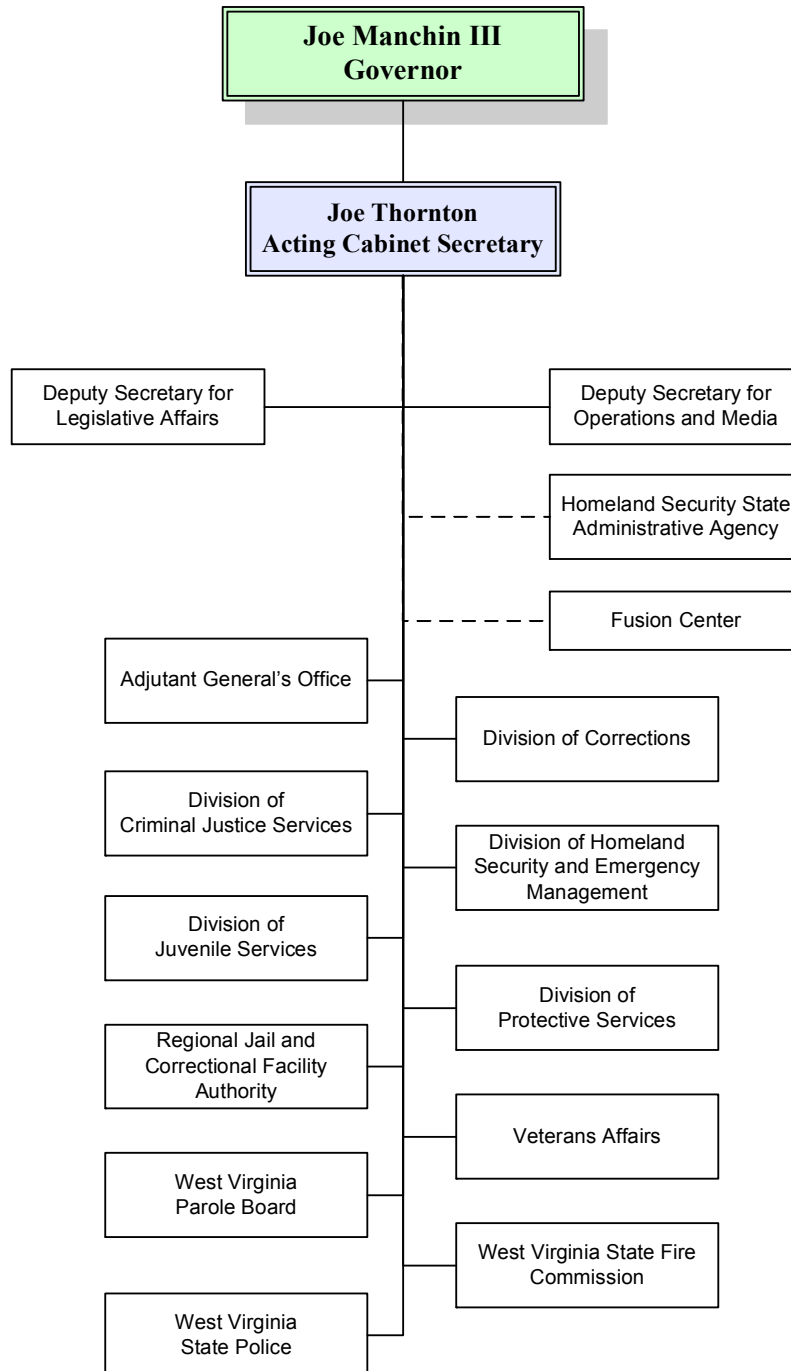 Joe Manchin III
Governor
Joe Thornton
Acting Cabinet Secretary
Deputy Secretary for
Legislative Affairs
Deputy Secretary for
Operations and Media
Homeland Security State
Administrative Agency
Fusion Center
Adjutant General’s Office
Division of Corrections
Division of
Criminal Justice Services
Division of Homeland
Security and Emergency
Management
Division of
Juvenile Services
Division of
Protective Services
Regional Jail and
Correctional Facility
Authority
Veterans Affairs
West Virginia
Parole Board
West Virginia State Fire
Commission
West Virginia
State Police